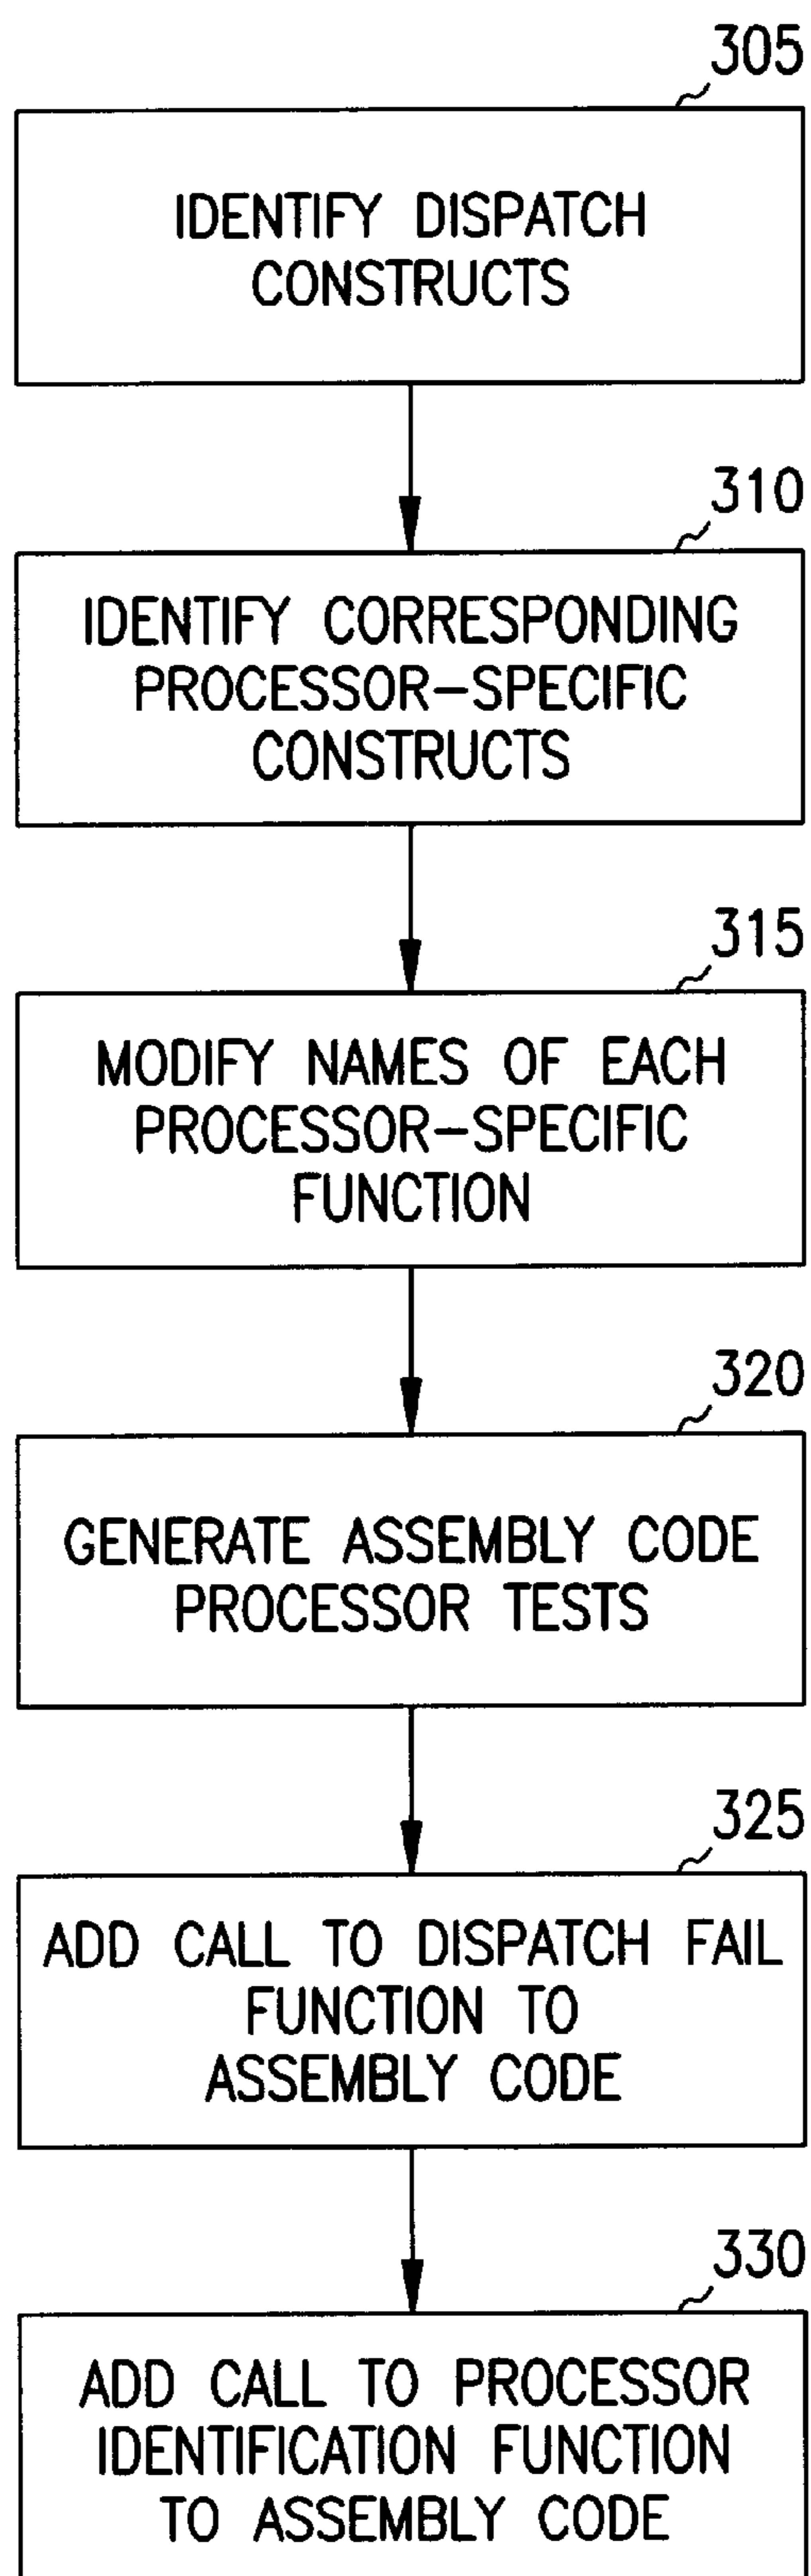 305
IDENTIFY DISPATCH
CONSTRUCTS
310
IDENTIFY CORRESPONDING
PROCESSOR-SPECIFIC
CONSTRUCTS
315
MODIFY NAMES OF EACH
PROCESSOR-SPECIFIC
FUNCTION
320
GENERATE ASSEMBLY CODE
PROCESSOR TESTS
325
ADD CALL TO DISPATCH FAIL
FUNCTION TO
ASSEMBLY CODE
330
ADD CALL TO PROCESSOR
IDENTIFICATION FUNCTION
TO ASSEMBLY CODE